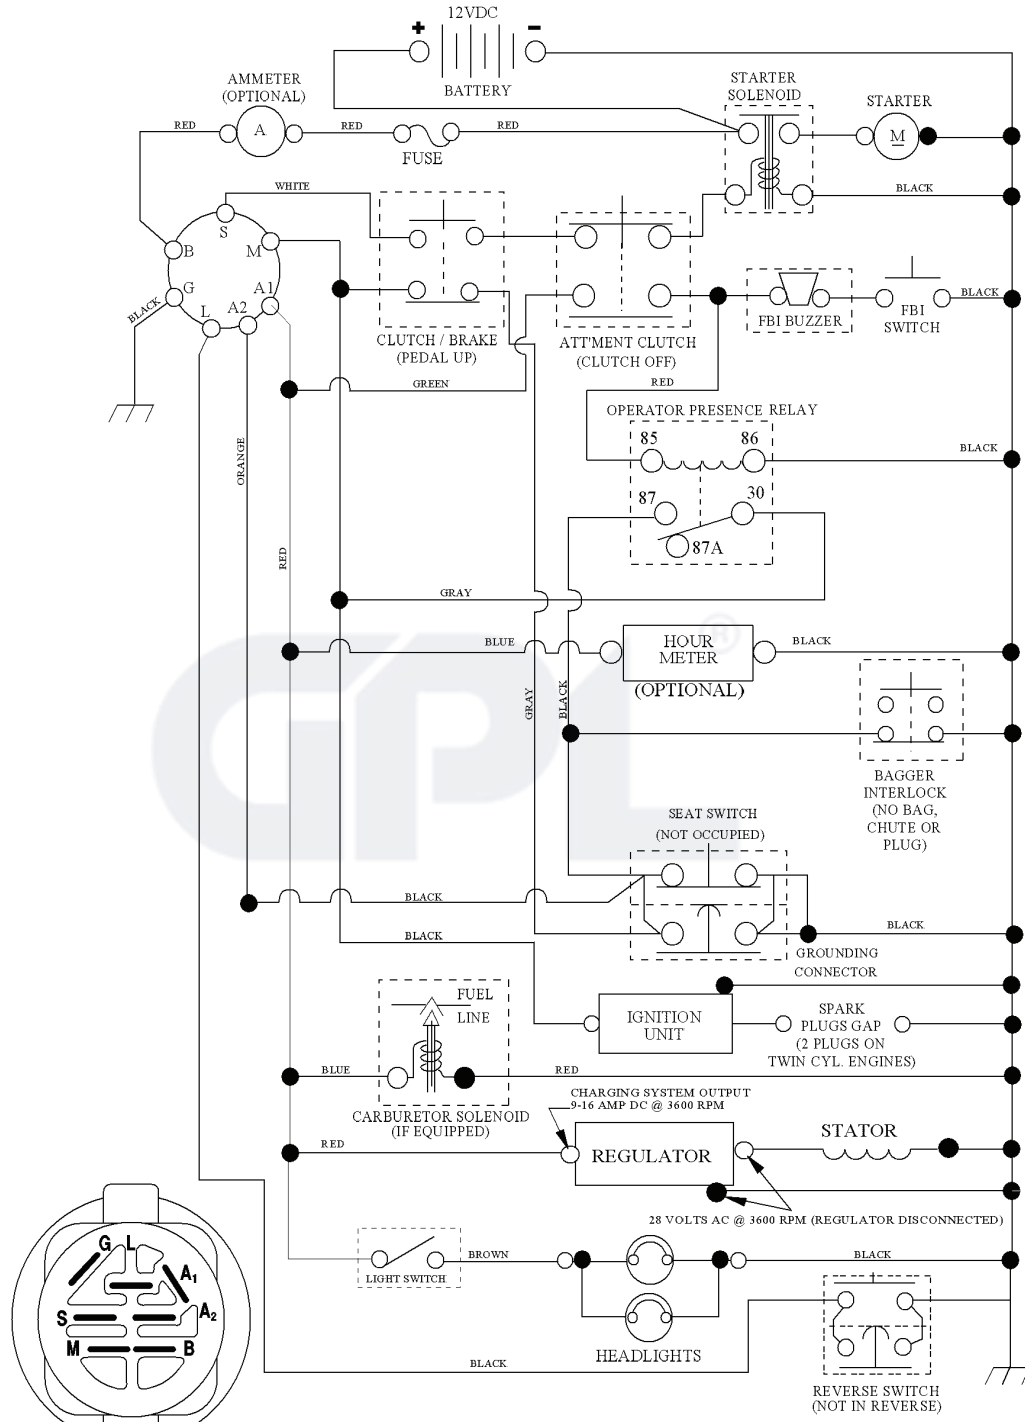 12VDC
+ −
BATTERY
AMMETER
(OPTIONAL)
A
RED
RED
FUSE
RED
STARTER
SOLENOID
STARTER
M
WHITE
BLACK
S
B
M
G
A1
L
A2
BLACK
CLUTCH / BRAKE
(PEDAL UP)
ATT'MENT CLUTCH
(CLUTCH OFF)
FBI BUZZER
FBI
SWITCH
BLACK
GREEN
RED
OPERATOR PRESENCE RELAY
85
86
BLACK
87
30
87A
ORANGE
RED
GRAY
BLUE
HOUR
METER
(OPTIONAL)
BLACK
®
GPL
GRAY
BLACK
BAGGER
INTERLOCK
(NO BAG,
CHUTE OR
PLUG)
SEAT SWITCH
(NOT OCCUPIED)
BLACK
BLACK
BLACK
GROUNDING
CONNECTOR
FUEL
LINE
IGNITION
UNIT
SPARK
PLUGS GAP
(2 PLUGS ON
TWIN CYL. ENGINES)
BLUE
RED
CARBURETOR SOLENOID
(IF EQUIPPED)
CHARGING SYSTEM OUTPUT
9-16 AMP DC @ 3600 RPM
RED
REGULATOR
STATOR
28 VOLTS AC @ 3600 RPM (REGULATOR DISCONNECTED)
LIGHT SWITCH
BROWN
BLACK
HEADLIGHTS
BLACK
REVERSE SWITCH
(NOT IN REVERSE)
G L
A1
A2
S
M
B